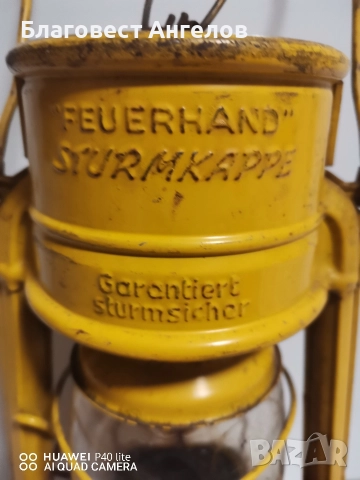 Благовест Ангелов
"FEUERHAND"
STURMKAPPE
Garantiert
sturmsicher
HUAWEI P40 lite
AI QUAD CAMERA
BAZAR